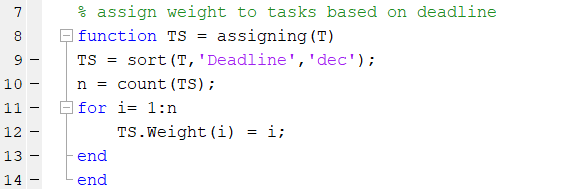 7 % assign weight to tasks based on deadline
8 function TS = assigning(T)
9 - TS = sort(T,'Deadline','dec');
10 - n = count(TS);
11 - for i= 1:n
12 - TS.Weight(i) = i;
13 - end
14 - end